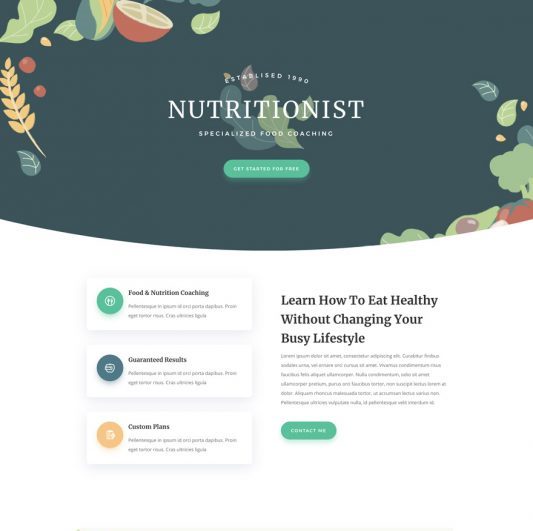 ESTABLISED 1990
NUTRITIONIST
SPECIALIZED FOOD COACHING
GET STARTED FOR FREE
Food & Nutrition Coaching
Pellentesque in ipsum id orci porta dapibus. Proin
eget tortor risus. Cras ultricies ligula
Guaranteed Results
Pellentesque in ipsum id orci porta dapibus. Proin
eget tortor risus. Cras ultricies ligula
Custom Plans
Pellentesque in ipsum id orci porta dapibus. Proin
eget tortor risus. Cras ultricies ligula
Learn How To Eat Healthy
Without Changing Your
Busy Lifestyle
Lorem ipsum dolor sit amet, consectetur adipiscing elit. Curabitur finibus
sodales urna, vel ornare orci cursus sit amet. Vivamus condimentum risus
faucibus felis aliquet ullamcorper. Nulla condimentum, odio sit amet
ullamcorper pretium, purus orci faucibus tortor, non suscipit lectus lorem at
dolor. Aliquam rhoncus malesuada tortor, ut accumsan lectus varius non.
Pellentesque ultrices vulputate nulla, id pellentesque velit interdum id.
CONTACT ME